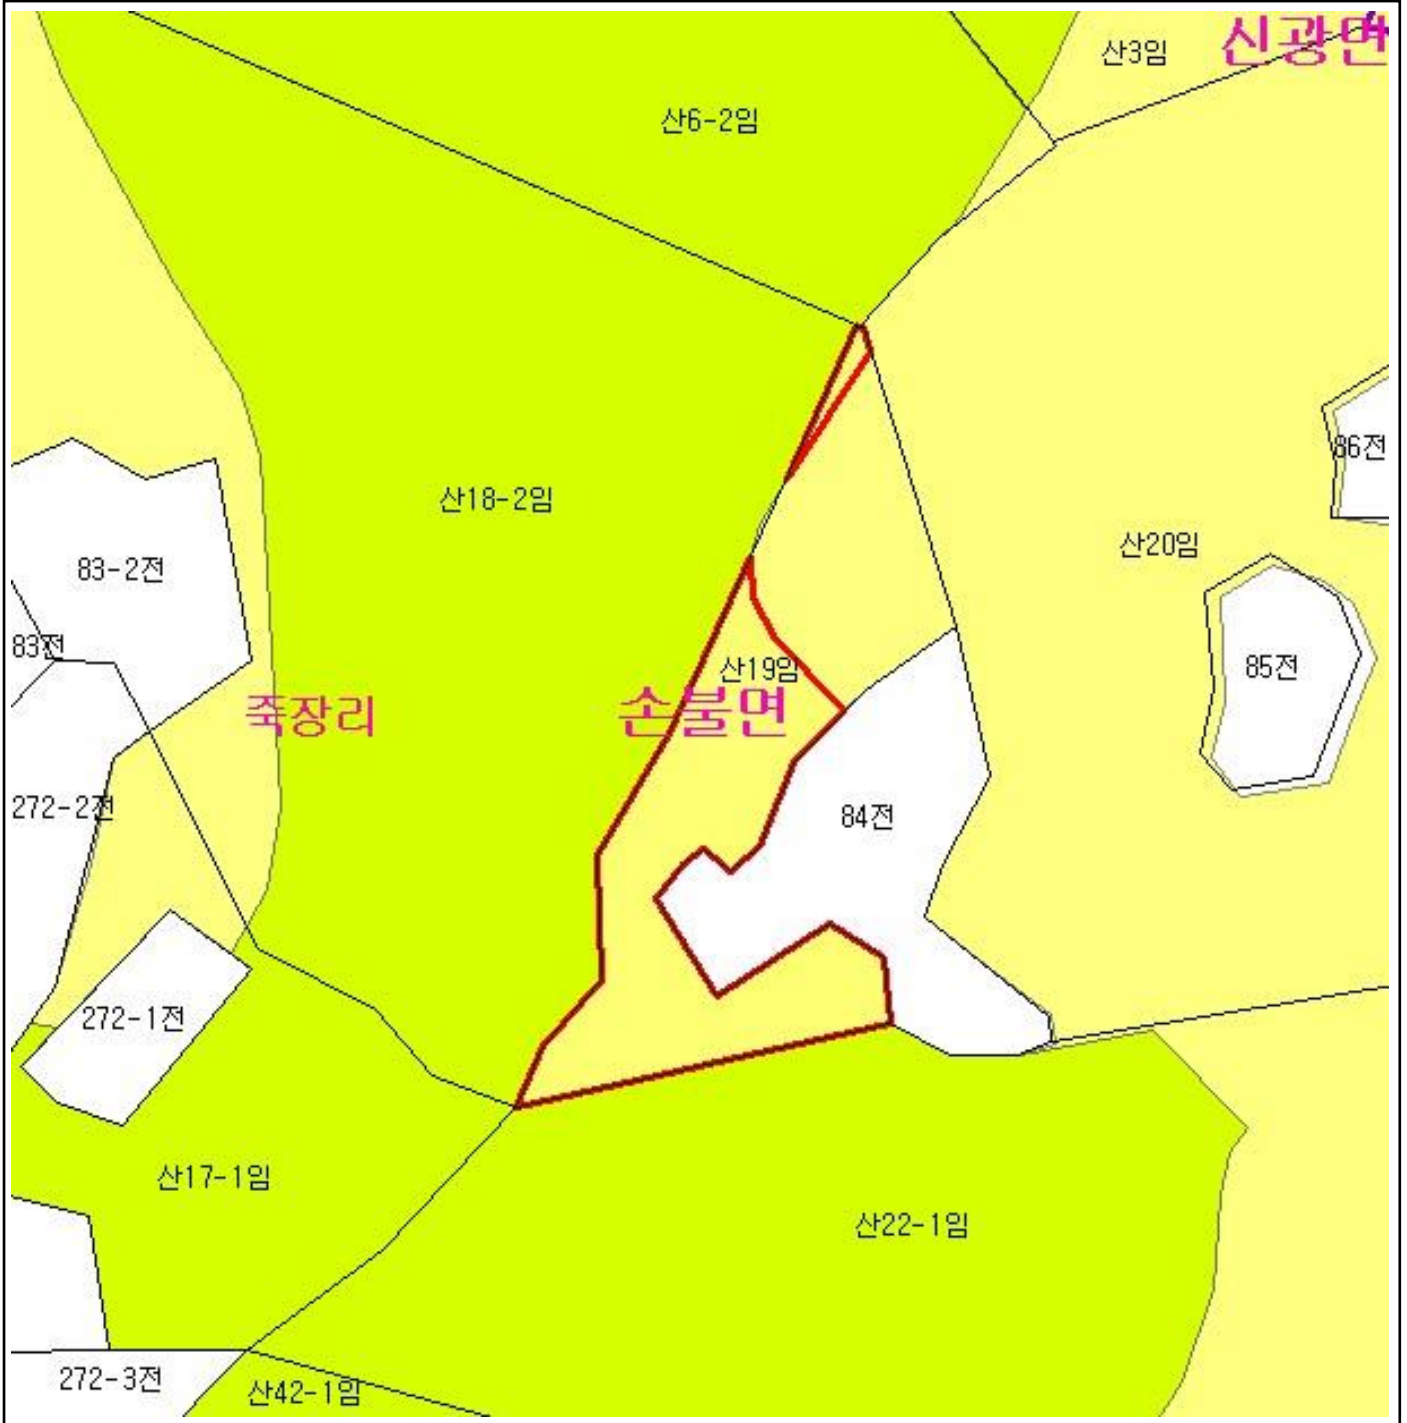 신광면
산3임
산6-2임
86전
산18-2임
산20임
83-2전
83전
산19임
85전
죽장리
손불면
272-2전
84전
272-1전
산17-1임
산22-1임
272-3전
산42-1임